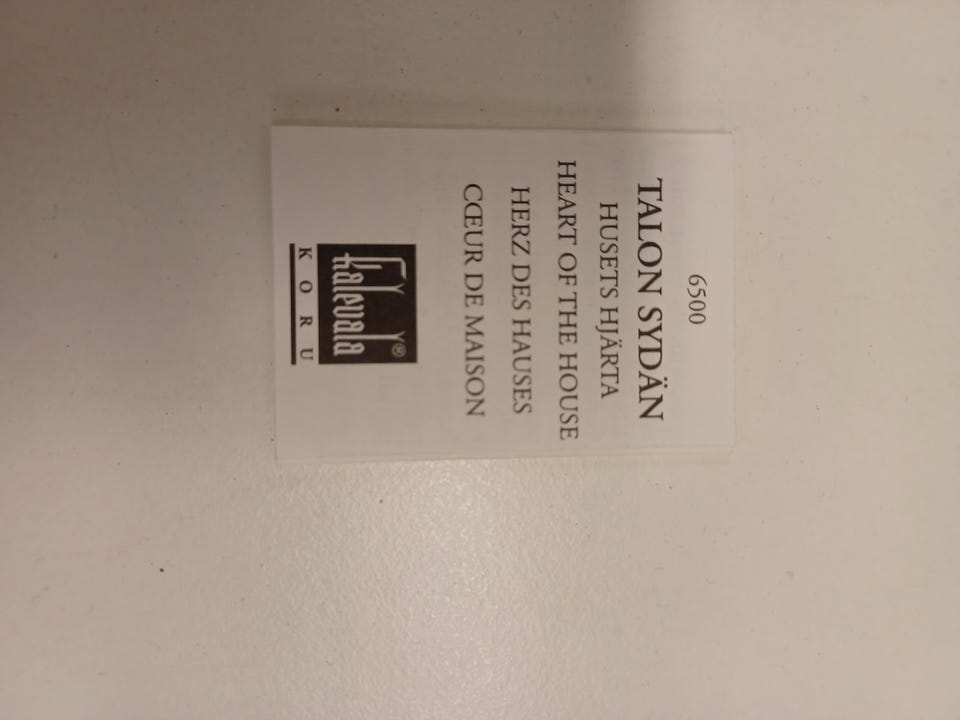 6500
TALON SYDÄN
HUSETS HJÄRTA
HEART OF THE HOUSE
HERZ DES HAUSES
CŒUR DE MAISON
Kalevala®
KORU